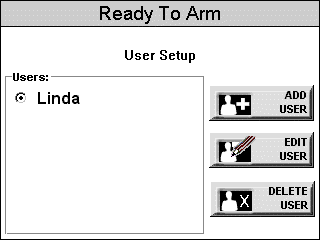 Ready To Arm
User Setup
Users:
Linda
ADD
USER
EDIT
USER
DELETE
USER